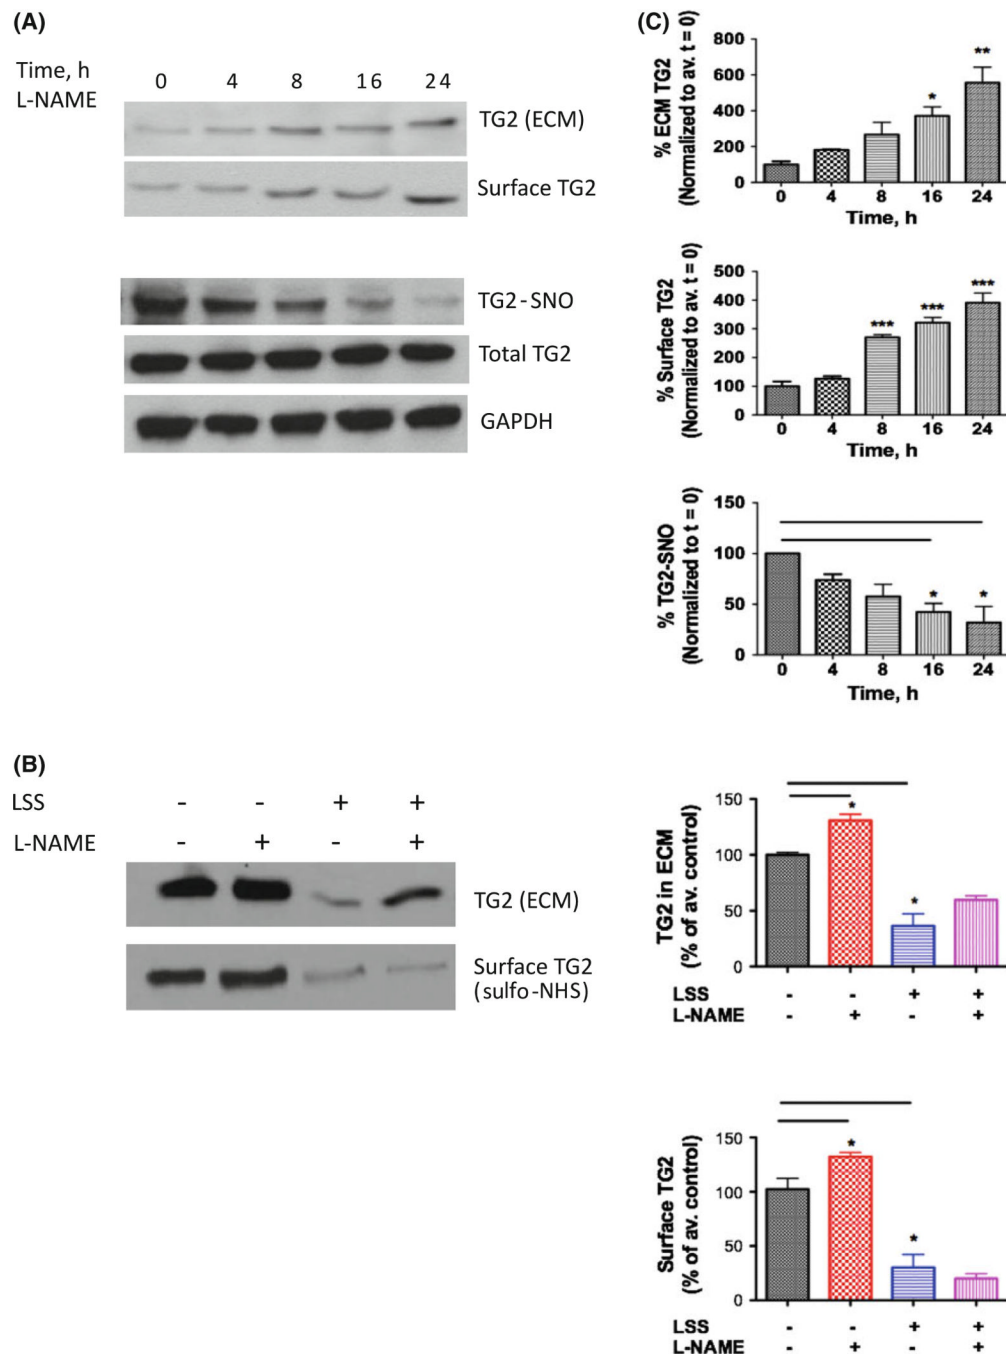 (A)
Time, h 0 4 8 16 24
L-NAME
TG2 (ECM)
Surface TG2
TG2-SNO
Total TG2
GAPDH
(B)
LSS - - + +
L-NAME - + - +
TG2 (ECM)
Surface TG2
(sulfo-NHS)
(C)
% ECM TG2
(Normalized to av. t = 0)
800
600
400
200
0
* **
0 4 8 16 24
Time, h
% Surface TG2
(Normalized to av. t = 0)
500
400
300
200
100
0
*** *** ***
0 4 8 16 24
Time, h
% TG2-SNO
(Normalized to t = 0)
150
100
50
0
* *
0 4 8 16 24
Time, h
TG2 in ECM
(% of av. control)
150
100
50
0
* *
LSS - - + +
L-NAME - + - +
Surface TG2
(% of av. control)
150
100
50
0
* *
LSS - - + +
L-NAME - + - +